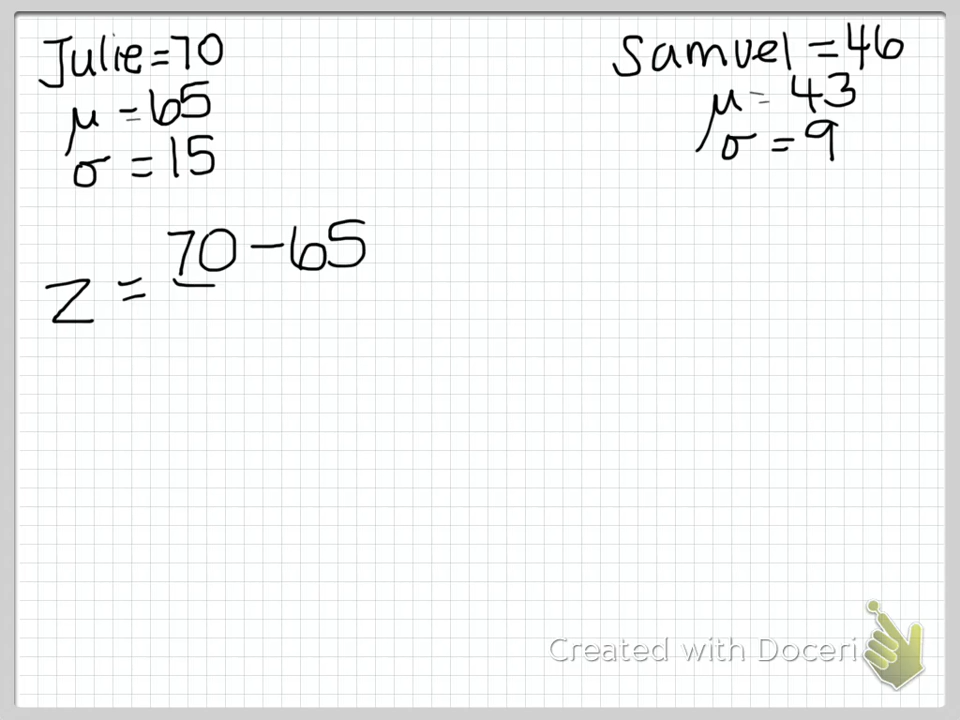 Julie = 70
μ = 65
σ = 15
Samuel = 46
μ = 43
σ = 9
70 - 65
Z =
Created with Doceri